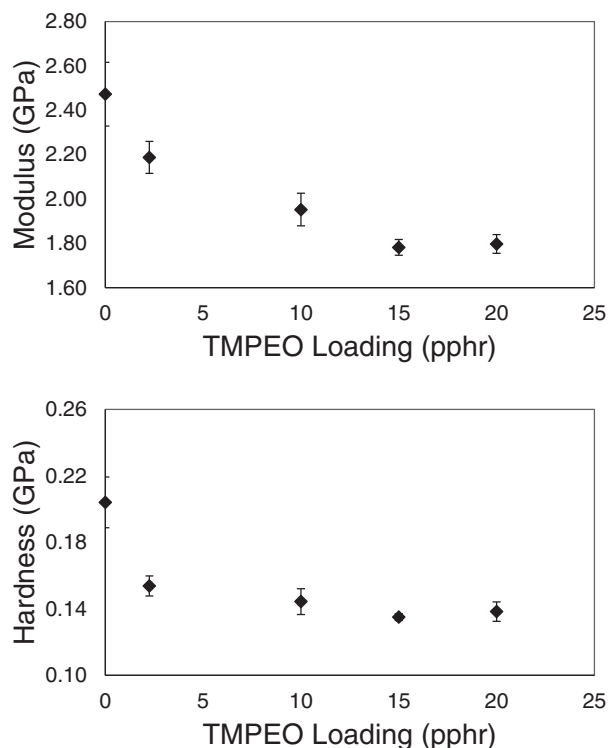 2.80
2.60
2.40
2.20
2.00
1.80
1.60
Modulus (GPa)
0 5 10 15 20 25
TMPEO Loading (pphr)
0.26
0.22
0.18
0.14
0.10
Hardness (GPa)
0 5 10 15 20 25
TMPEO Loading (pphr)